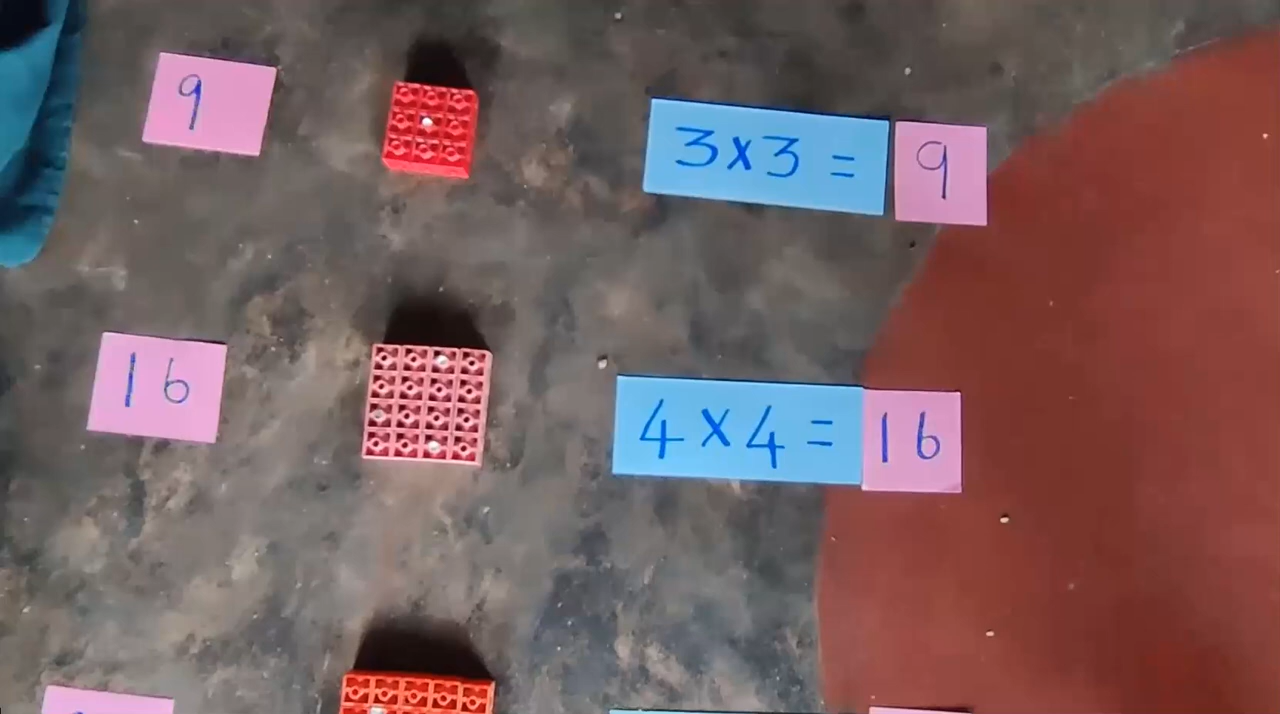 9
3x3 = 9
16
4x4 = 16